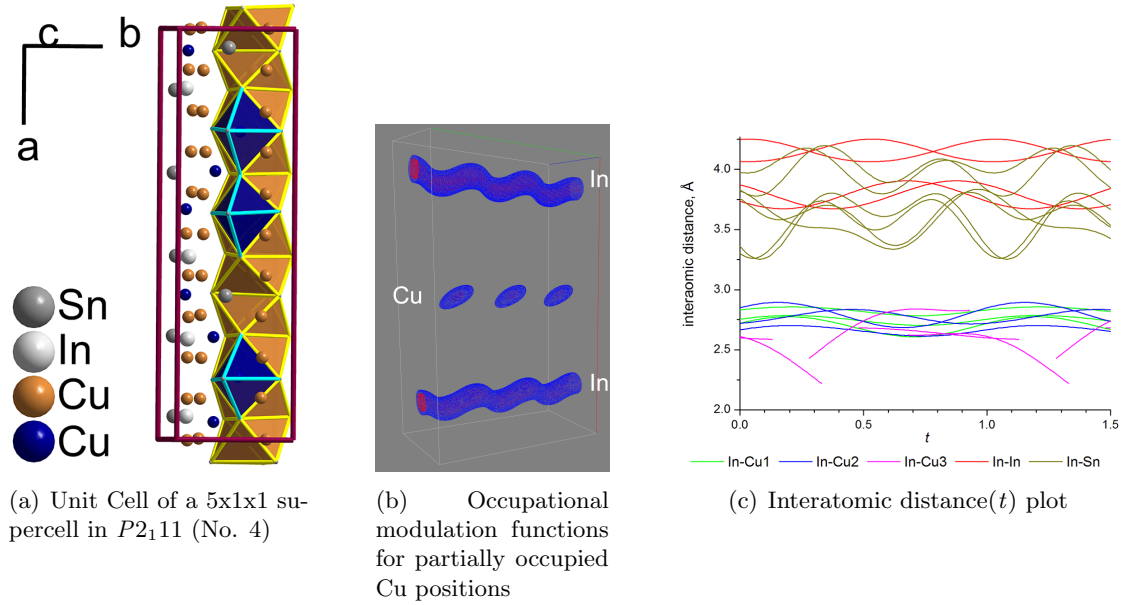 c
b
a
Sn
In
Cu
Cu
(a) Unit Cell of a 5x1x1 su-
percell in P2₁11 (No. 4)
In
Cu
In
(b) Occupational
modulation functions
for partially occupied
Cu positions
interaomic distance, Å
4.0
3.5
3.0
2.5
2.0
0.0
0.5
1.0
1.5
t
In-Cu1
In-Cu2
In-Cu3
In-In
In-Sn
(c) Interatomic distance(t) plot